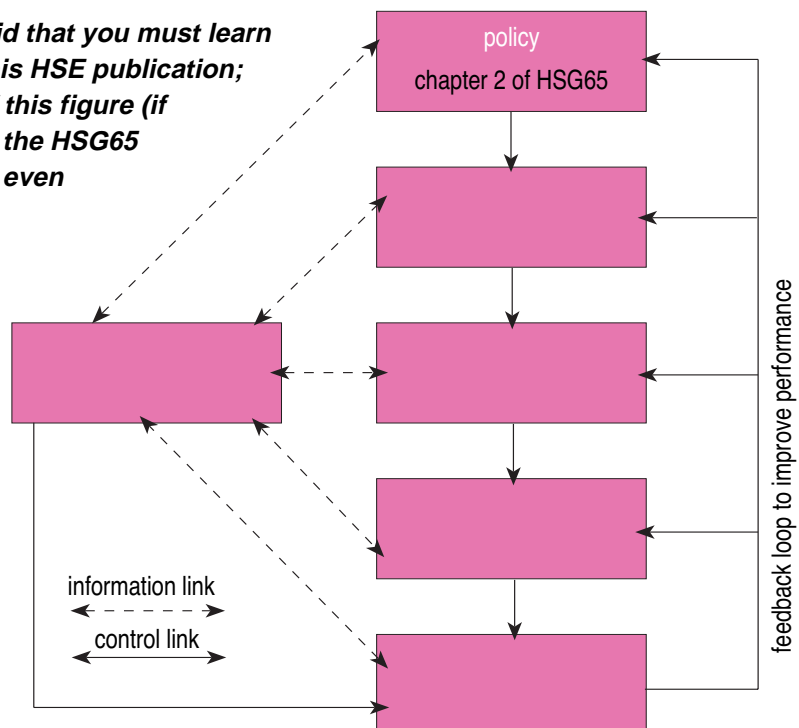 id that you must learn
is HSE publication;
this figure (if
the HSG65
even
policy
chapter 2 of HSG65
information link
control link
feedback loop to improve performance